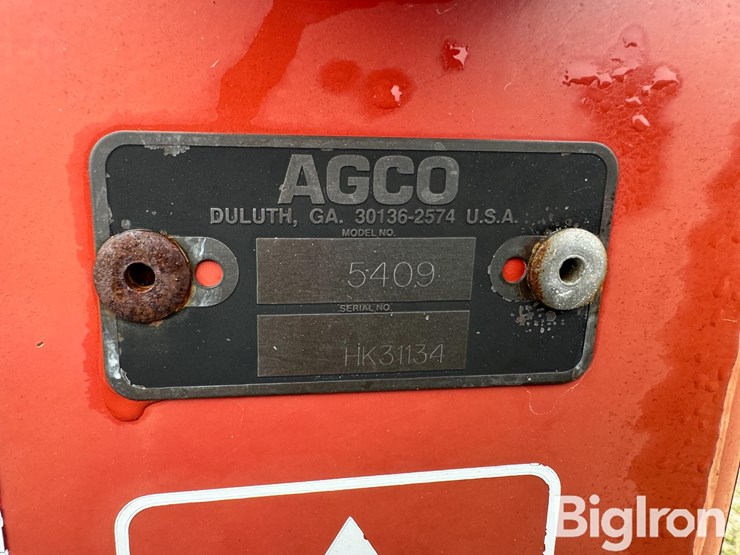 AGCO
DULUTH, GA. 30136-2574 U.S.A.
MODEL NO.
5409
SERIAL NO.
HK31134
BigIron